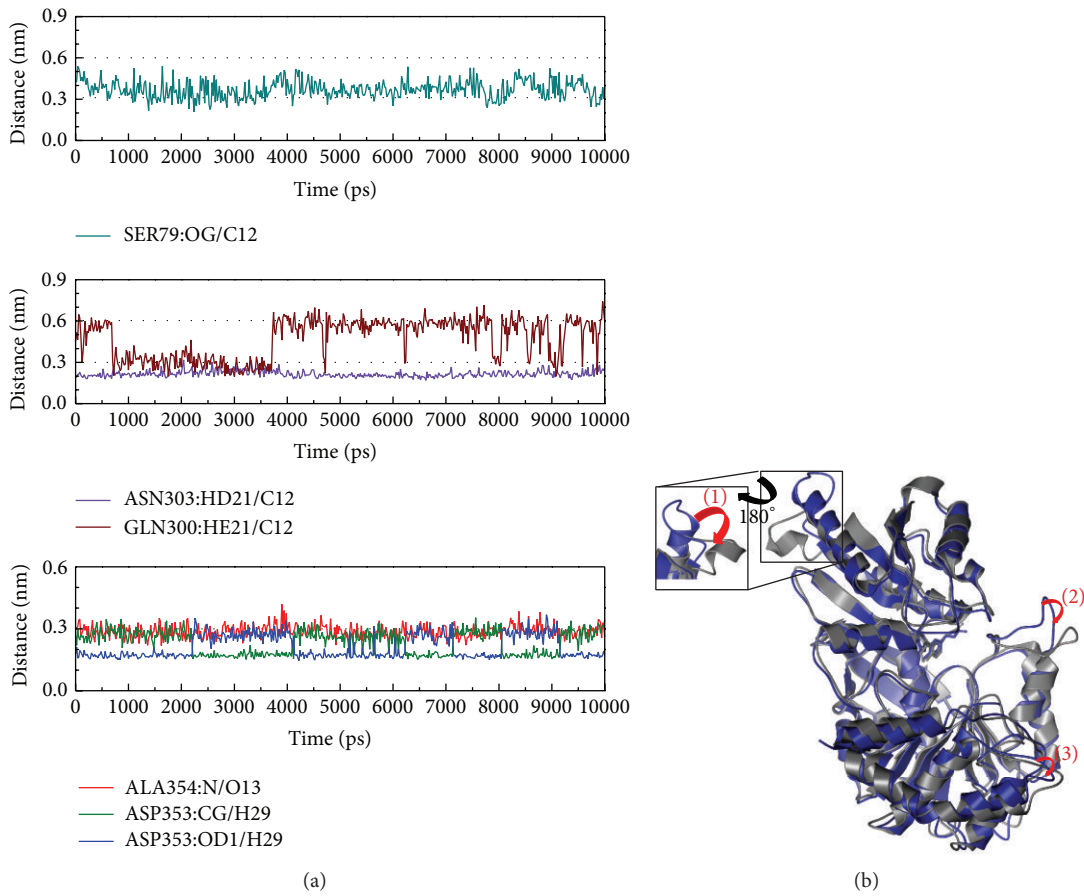 0.9
0.6
0.3
0.0
Distance (nm)
0 1000 2000 3000 4000 5000 6000 7000 8000 9000 10000
Time (ps)
SER79:OG/C12
0.9
0.6
0.3
0.0
Distance (nm)
0 1000 2000 3000 4000 5000 6000 7000 8000 9000 10000
Time (ps)
ASN303:HD21/C12
GLN300:HE21/C12
0.6
0.3
0.0
Distance (nm)
0 1000 2000 3000 4000 5000 6000 7000 8000 9000 10000
Time (ps)
ALA354:N/O13
ASP353:CG/H29
ASP353:OD1/H29
(a)
(1)
180°
(2)
(3)
(b)